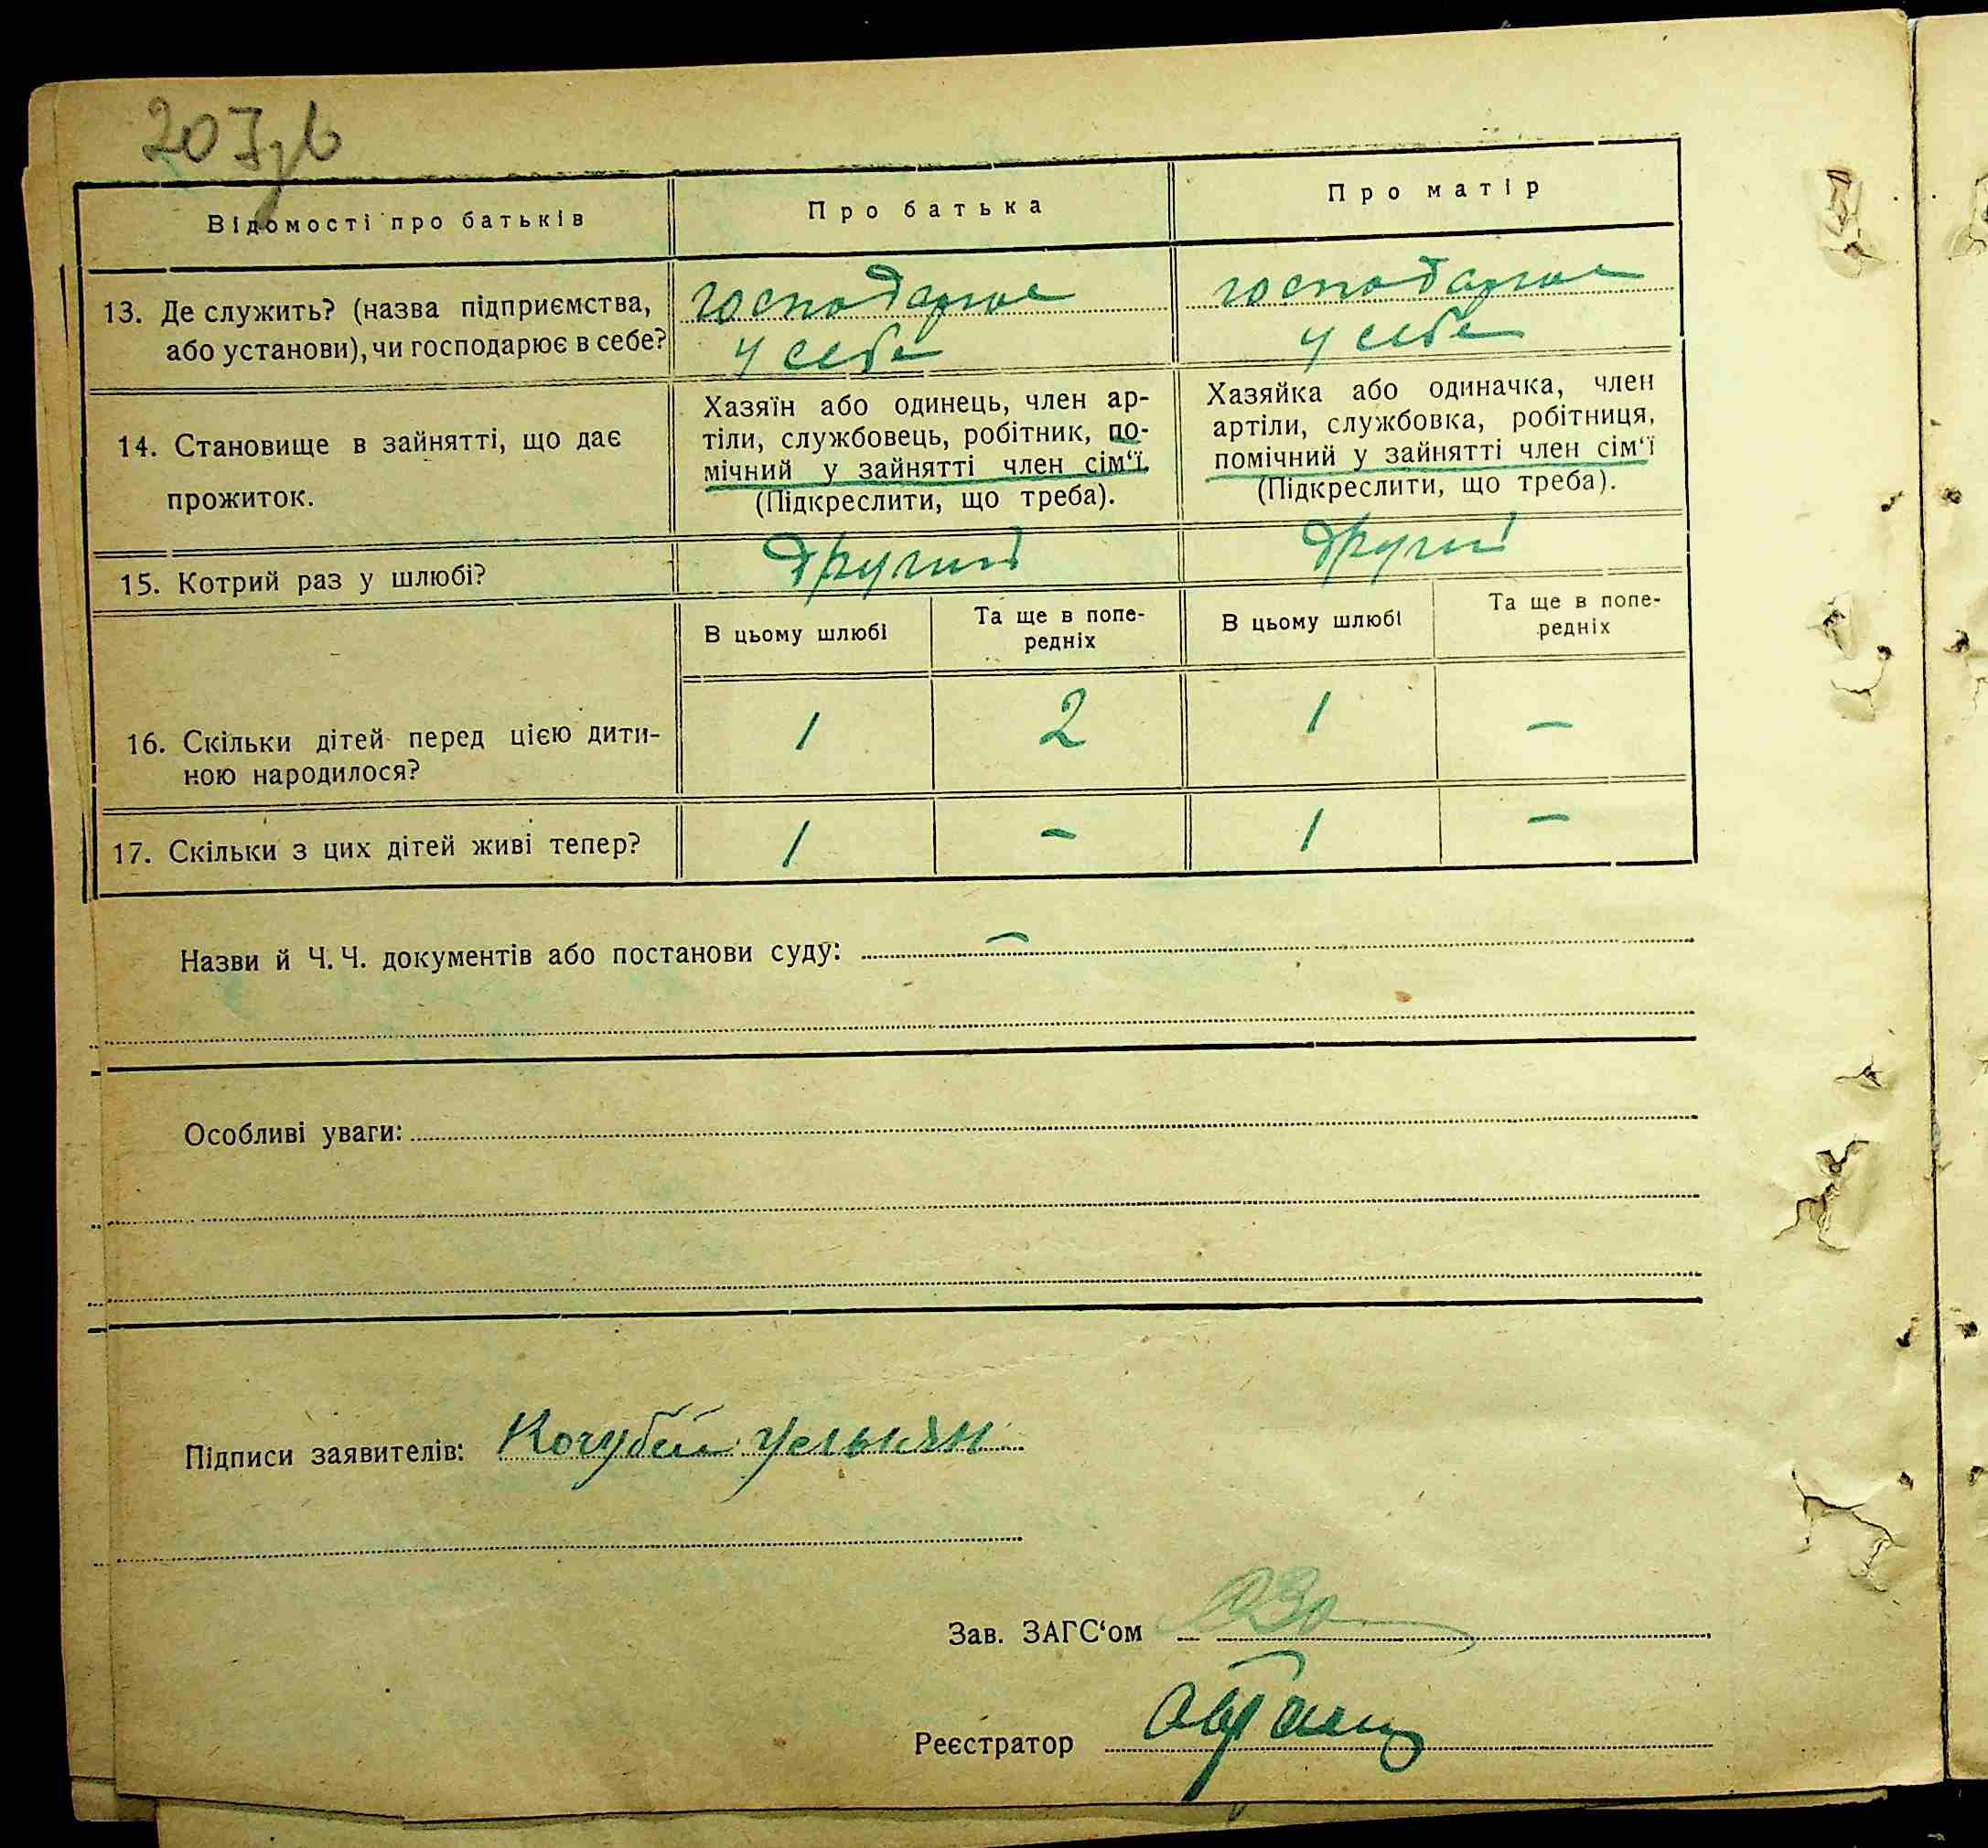 207зв
Відомості про батьків
Про батька
Про матір
13. Де служить? (назва підприємства,
або установи), чи господарює в себе?
господарює
у себе
господарює
у себе
14. Становище в зайнятті, що дає
прожиток.
Хазяїн або одинець, член ар-
тіли, службовець, робітник, по-
мічний у зайнятті член сім‘ї.
(Підкреслити, що треба).
Хазяйка або одиначка, член
артіли, службовка, робітниця,
помічний у зайнятті член сім‘ї
(Підкреслити, що треба).
15. Котрий раз у шлюбі?
другий
другий
В цьому шлюбі
Та ще в попе-
редніх
В цьому шлюбі
Та ще в попе-
редніх
16. Скільки дітей перед цією дити-
ною народилося?
1
2
1
–
17. Скільки з цих дітей живі тепер?
1
–
1
–
Назви й Ч. Ч. документів або постанови суду: –
Особливі уваги:
Підписи заявителів: Кочубей Ульян
Зав. ЗАГС‘ом
Реєстратор